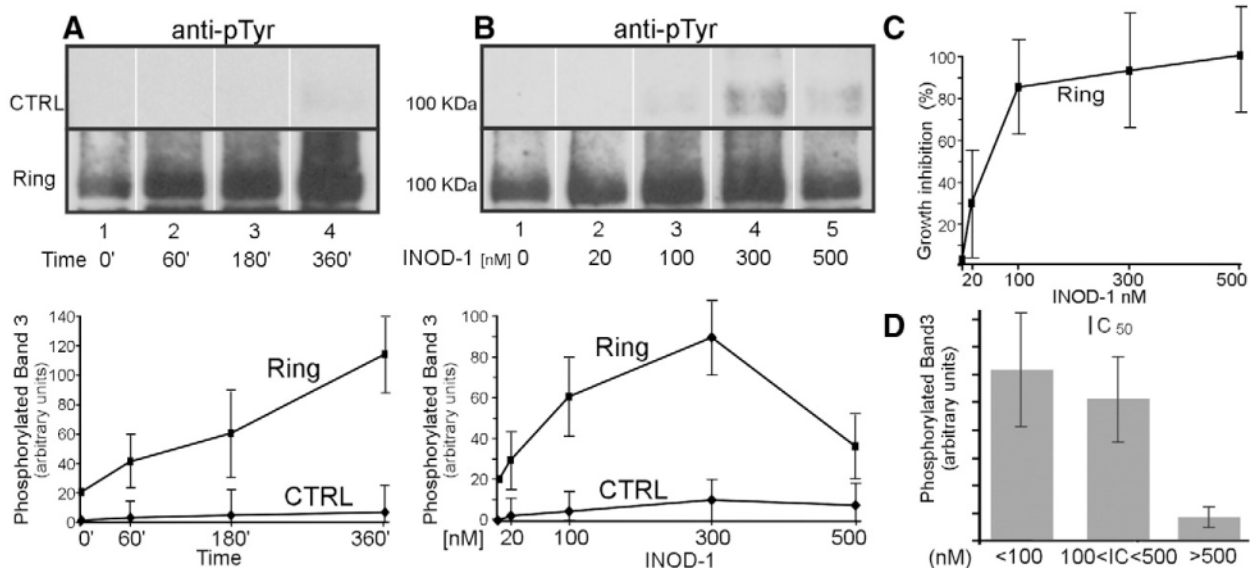 A
anti-pTyr
CTRL
Ring
1 2 3 4
Time 0' 60' 180' 360'
B
anti-pTyr
100 KDa
100 KDa
1 2 3 4 5
INOD-1 [nM] 0 20 100 300 500
C
Growth inhibition (%)
100
80
60
40
20
Ring
20 100 300 500
INOD-1 nM
Phosphorylated Band 3
(arbitrary units)
140
120
100
80
60
40
20
0
Ring
CTRL
0' 60' 180' 360'
Time
Phosphorylated Band 3
(arbitrary units)
100
80
60
40
20
0
Ring
CTRL
[nM] 20 100 300 500
INOD-1
D
IC 50
Phosphorylated Band3
(arbitrary units)
(nM) <100 100<IC<500 >500